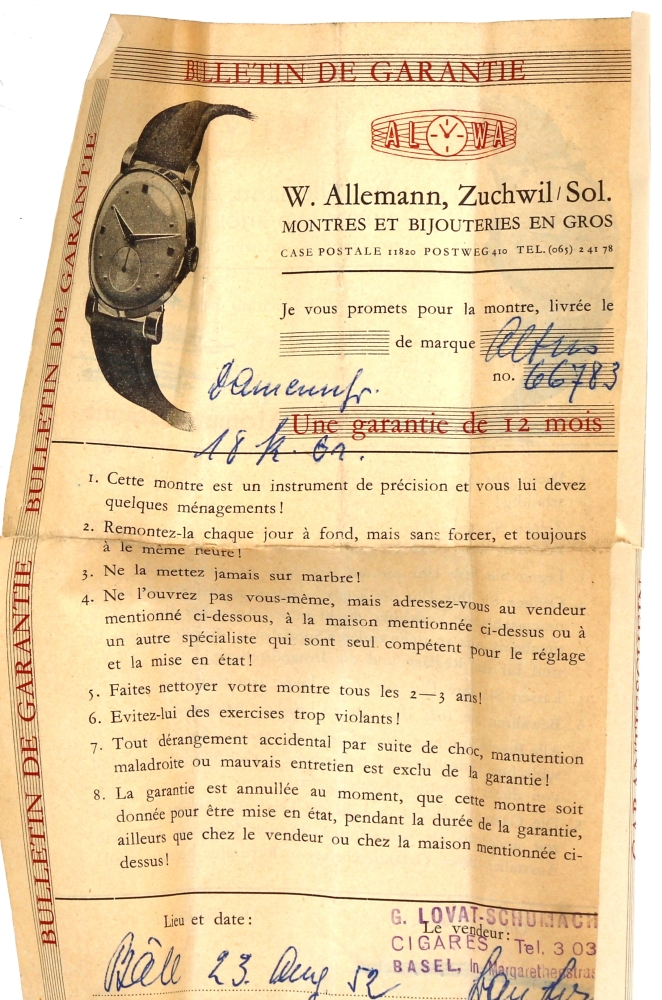 BULLETIN DE GARANTIE
BULLETIN DE GARANTIE
BULLETIN DE GARANTIE
ALWA
W. Allemann, Zuchwil/Sol.
MONTRES ET BIJOUTERIES EN GROS
CASE POSTALE 11820 POSTWEG 410 TEL. (065) 2 41 78
Je vous promets pour la montre, livrée le
de marque
no. 66783
Damenuhr.
Une garantie de 12 mois
18 k.
1. Cette montre est un instrument de précision et vous lui devez
quelques ménagements!
2. Remontez-la chaque jour à fond, mais sans forcer, et toujours
à le même heure!
3. Ne la mettez jamais sur marbre!
4. Ne l'ouvrez pas vous-même, mais adressez-vous au vendeur
mentionné ci-dessous, à la maison mentionnée ci-dessus ou à
un autre spécialiste qui sont seul compétent pour le réglage
et la mise en état!
5. Faites nettoyer votre montre tous les 2—3 ans!
6. Evitez-lui des exercises trop violants!
7. Tout dérangement accidental par suite de choc, manutention
maladroite ou mauvais entretien est exclu de la garantie!
8. La garantie est annullée au moment, que cette montre soit
donnée pour être mise en état, pendant la durée de la garantie,
ailleurs que chez le vendeur ou chez la maison mentionnée ci-
dessus!
Lieu et date:
Le vendeur:
G. LOVAT-SCHUMACH
CIGARES Tel. 3 03
BASEL, In. Margarethenstras
23. Aug 52